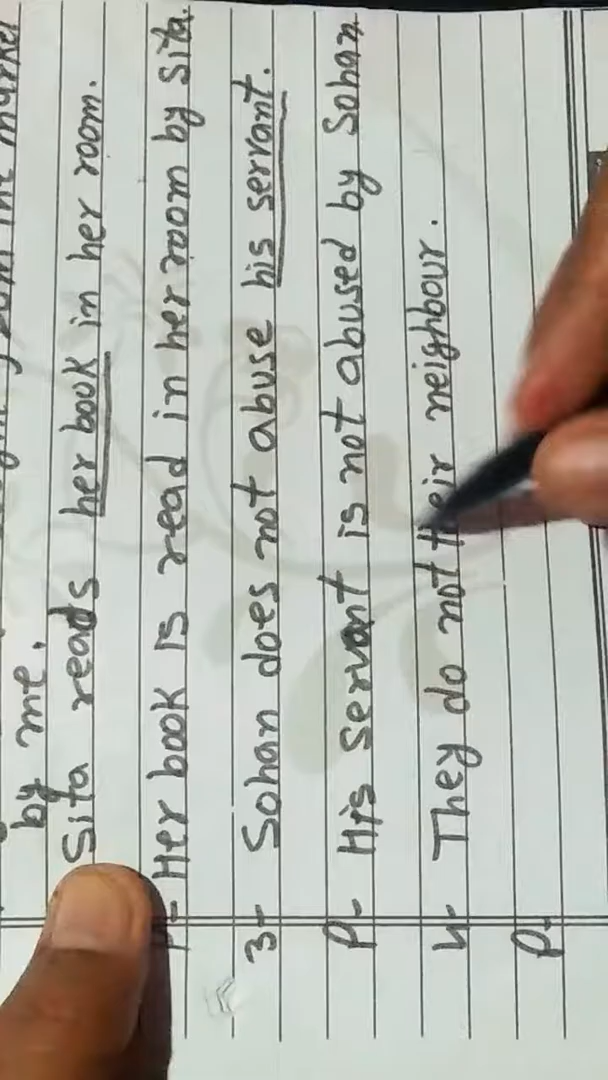 by me.
Sita reads her book in her room.
P- Her book is read in her room by Sita.
3- Sohan does not abuse his servant.
P- His servant is not abused by Sohan
4- They do not their neighbour.
P-